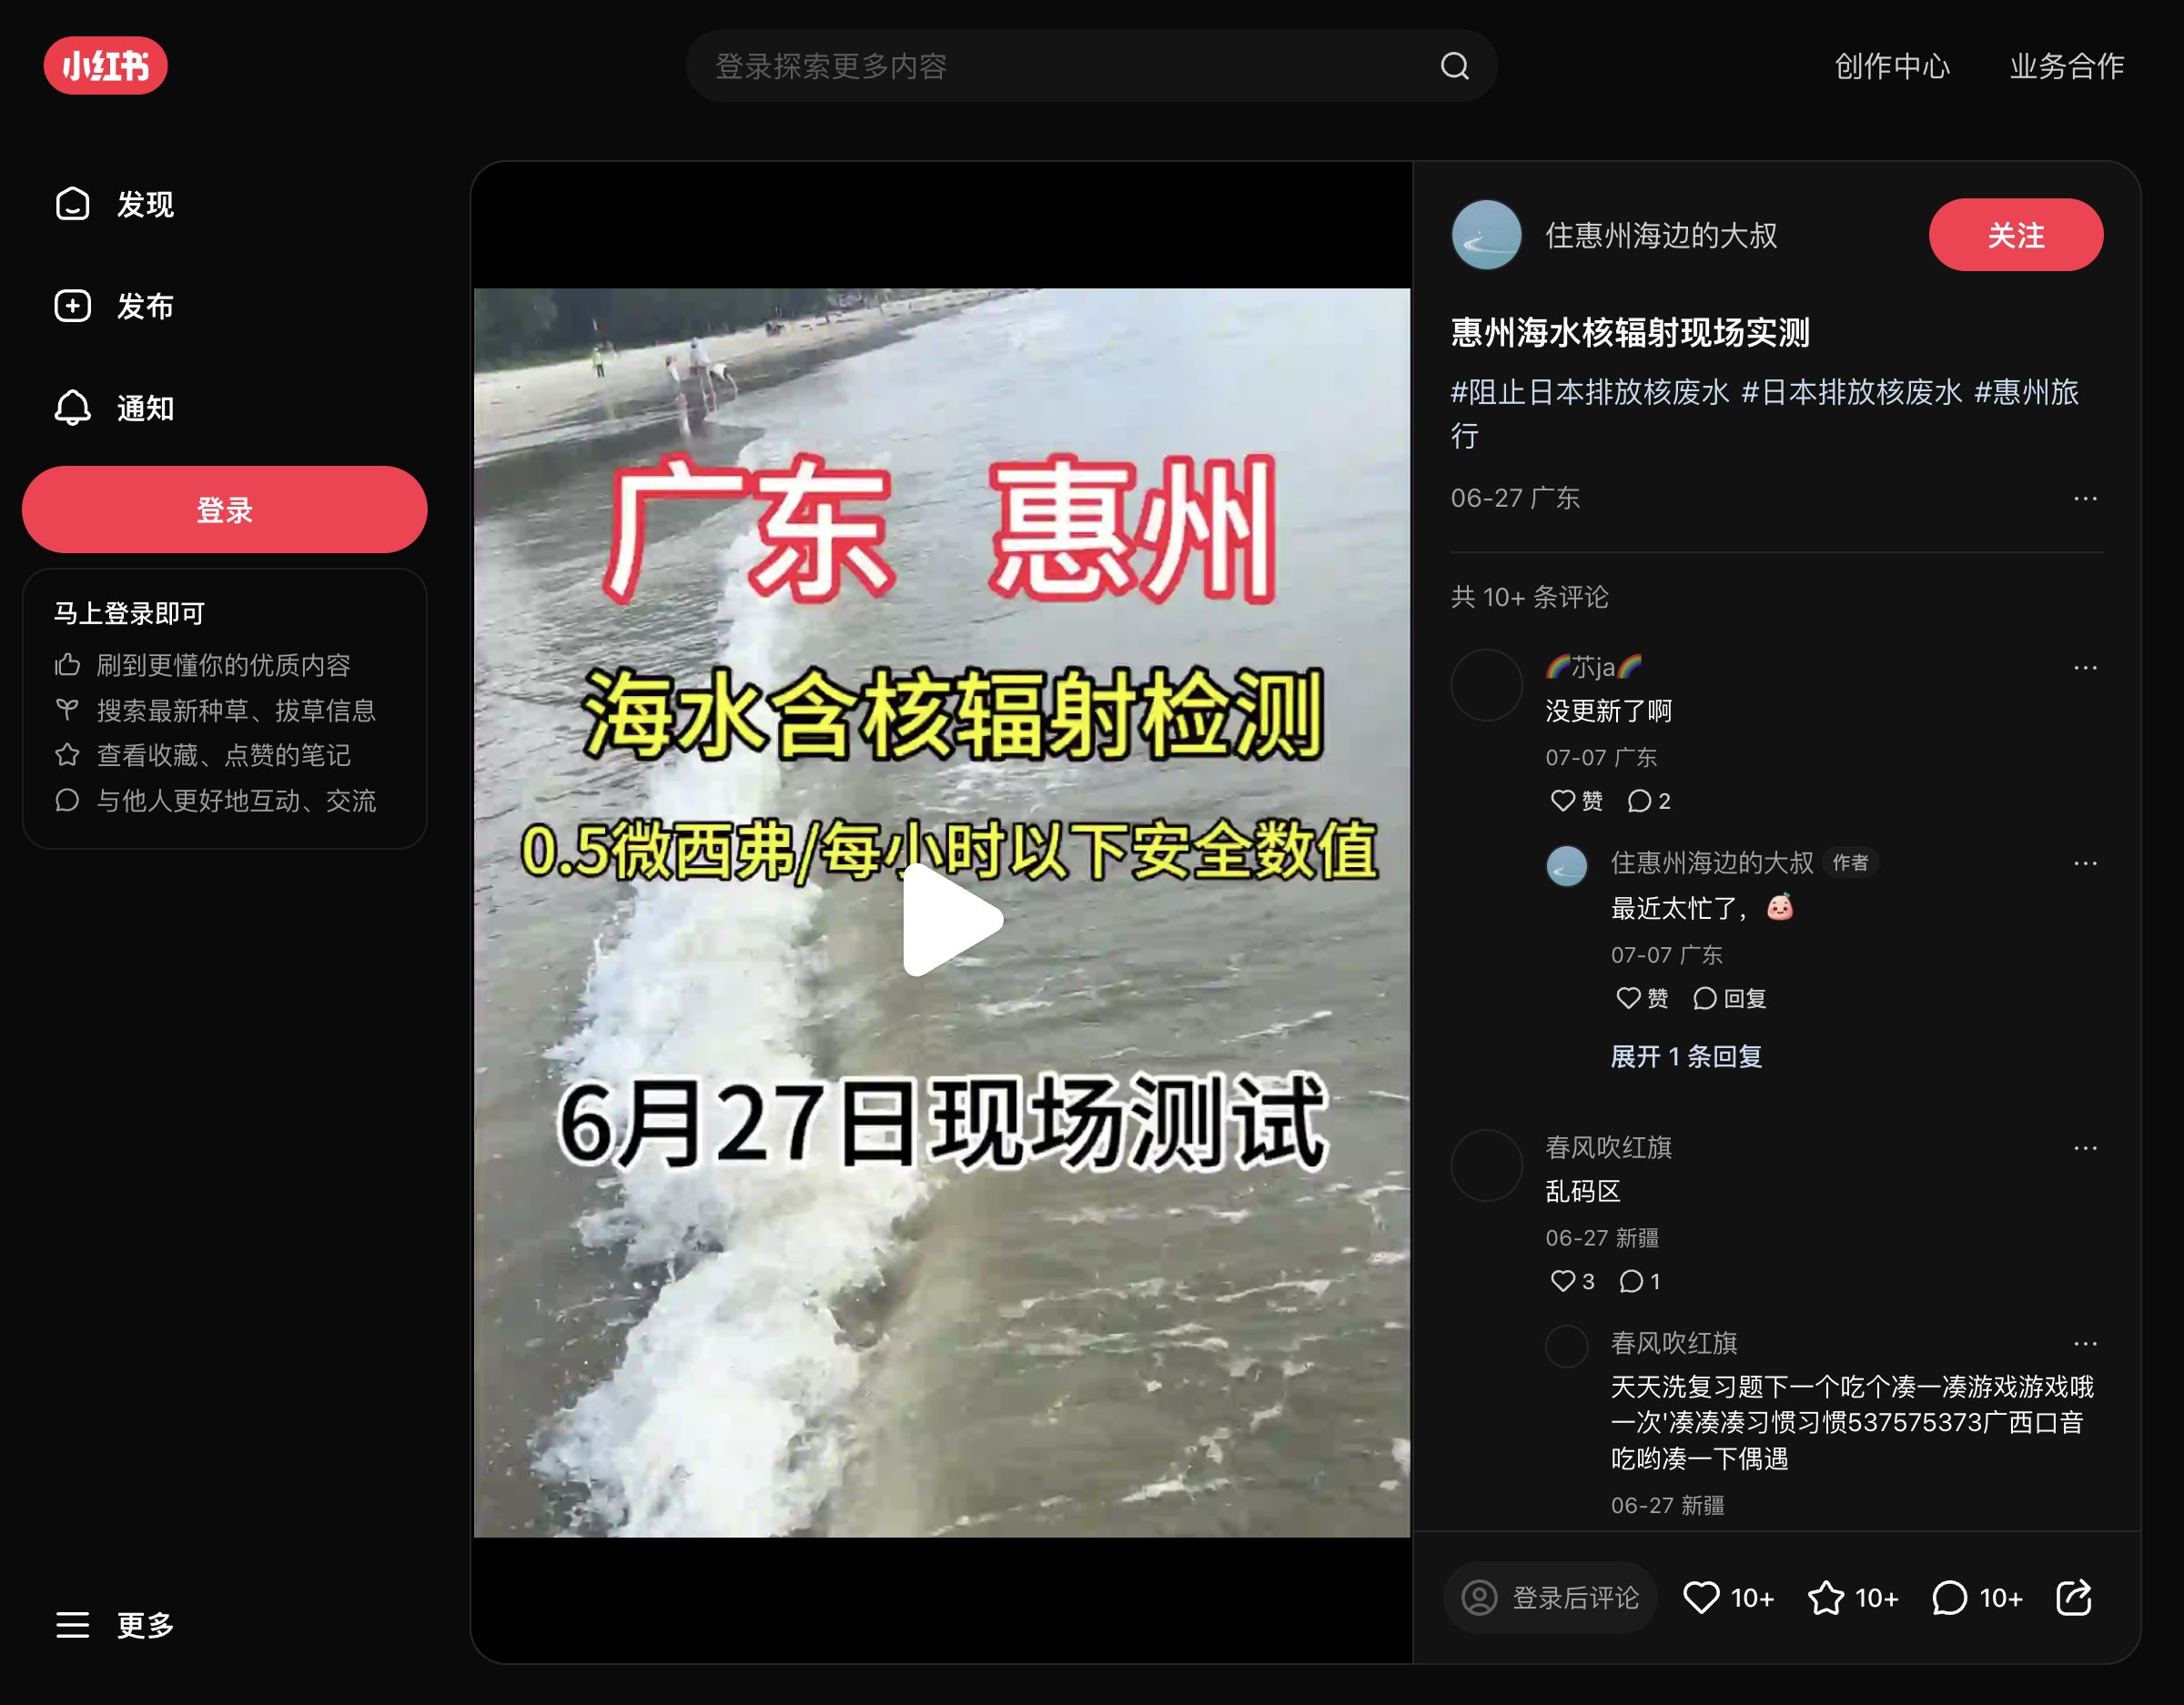 小红书
登录探索更多内容
创作中心
业务合作
发现
发布
通知
登录
马上登录即可
刷到更懂你的优质内容
搜索最新种草、拔草信息
查看收藏、点赞的笔记
与他人更好地互动、交流
更多
广东 惠州
海水含核辐射检测
0.5微西弗/每小时以下安全数值
6月27日现场测试
住惠州海边的大叔
关注
惠州海水核辐射现场实测
#阻止日本排放核废水 #日本排放核废水 #惠州旅
行
06-27 广东
共 10+ 条评论
🌈苿ja🌈
没更新了啊
07-07 广东
赞 2
住惠州海边的大叔 作者
最近太忙了，
07-07 广东
赞 回复
展开 1 条回复
春风吹红旗
乱码区
06-27 新疆
3 1
春风吹红旗
天天洗复习题下一个吃个凑一凑游戏游戏哦
一次'凑凑凑习惯习惯537575373广西口音
吃哟凑一下偶遇
06-27 新疆
登录后评论 10+ 10+ 10+